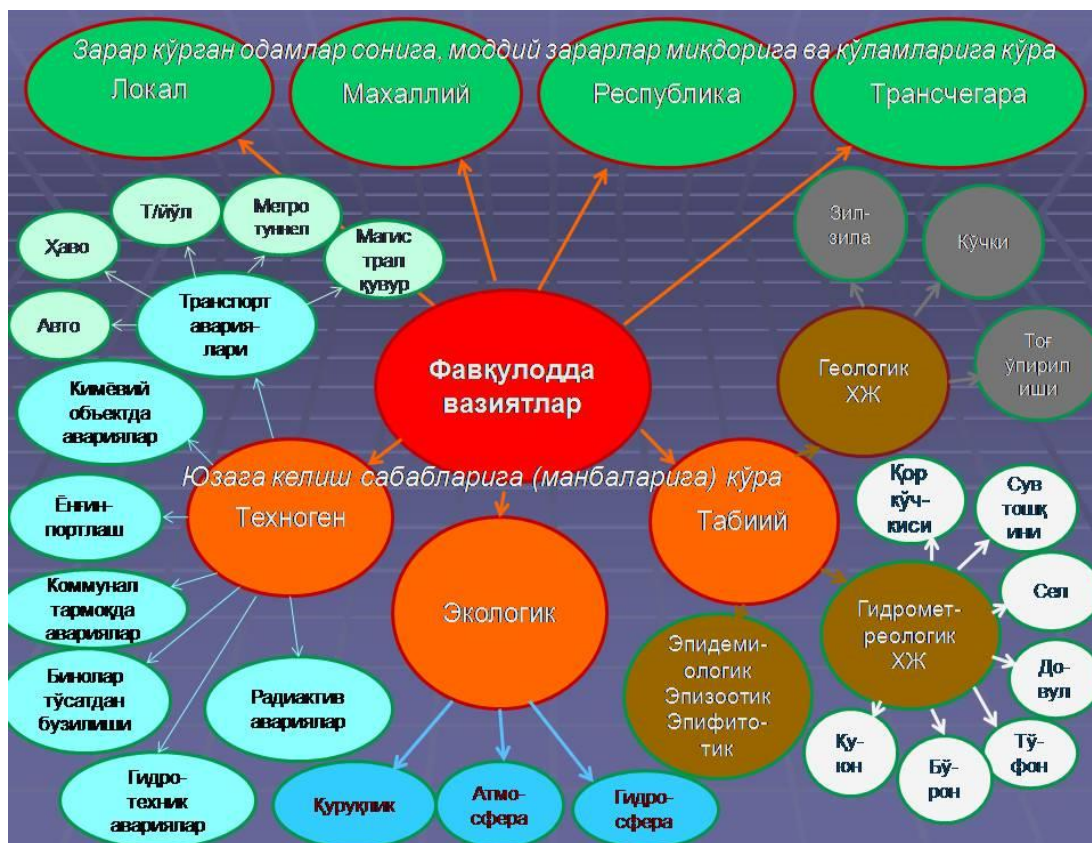 Зарар кўрган одамлар сонига, моддий зарарлар миқдорига ва кўламларига кўра
Локал
Махаллий
Республика
Трансчегара
Т/йўл
Метро
туннел
Ҳаво
Магис
трал
қувур
Авто
Транспорт
авария-
лари
Зил-
зила
Кўчки
Тоғ
ўпирил
иши
Геологик
ХЖ
Фавқулодда
вазиятлар
Кимёвий
объектда
авариялар
Юзага келиш сабабларига (манбаларига) кўра
Техноген
Табиий
Экологик
Ёнғин-
портлаш
Коммунал
тармоқда
авариялар
Бинолар
тўсатдан
бузилиши
Гидро-
техник
авариялар
Радиактив
авариялар
Қуруқлик
Атмо-
сфера
Гидро-
сфера
Эпидеми-
ологик
Эпизоотик
Эпифито-
тик
Гидромет-
реологик
ХЖ
Қор
кўч-
киси
Сув
тошқ
ини
Сел
До-
вул
Тў-
фон
Бў-
рон
Қу-
юн